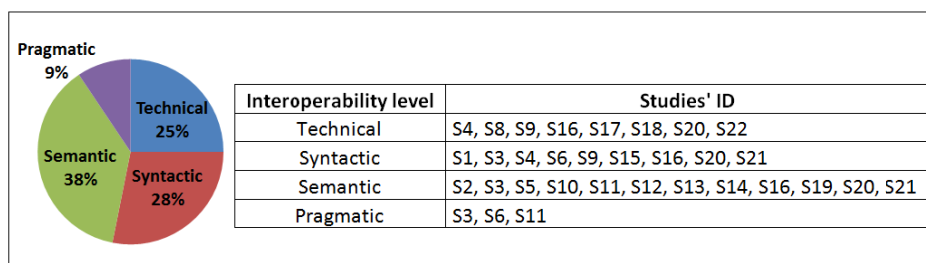 Pragmatic
9%
Technical
25%
Semantic
38%
Syntactic
28%
Interoperability level Studies' ID
Technical S4, S8, S9, S16, S17, S18, S20, S22
Syntactic S1, S3, S4, S6, S9, S15, S16, S20, S21
Semantic S2, S3, S5, S10, S11, S12, S13, S14, S16, S19, S20, S21
Pragmatic S3, S6, S11